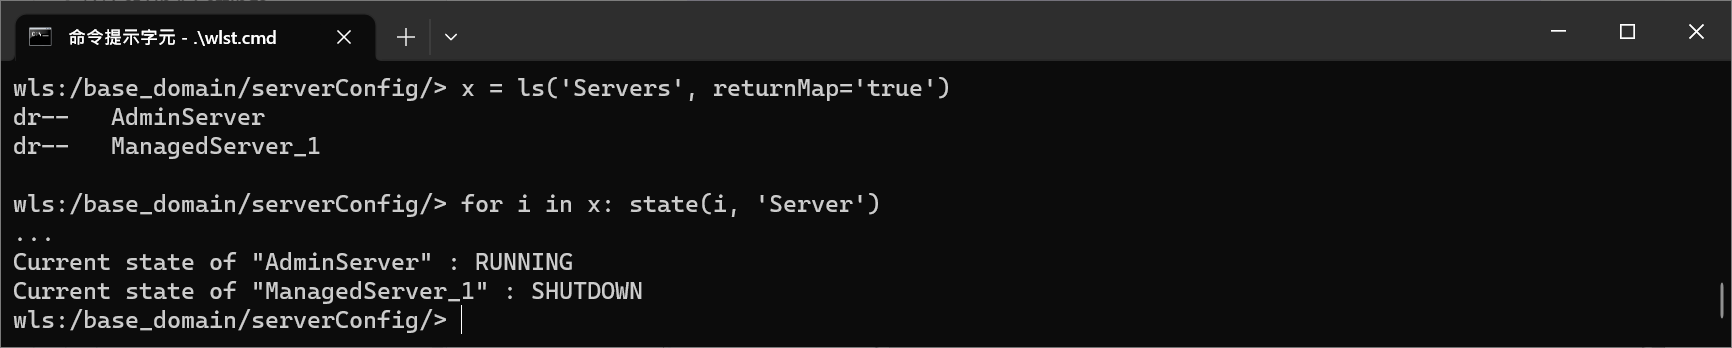 命令提示字元 - .\wlst.cmd
wls:/base_domain/serverConfig/> x = ls('Servers', returnMap='true')
dr--   AdminServer
dr--   ManagedServer_1
wls:/base_domain/serverConfig/> for i in x: state(i, 'Server')
...
Current state of "AdminServer" : RUNNING
Current state of "ManagedServer_1" : SHUTDOWN
wls:/base_domain/serverConfig/>